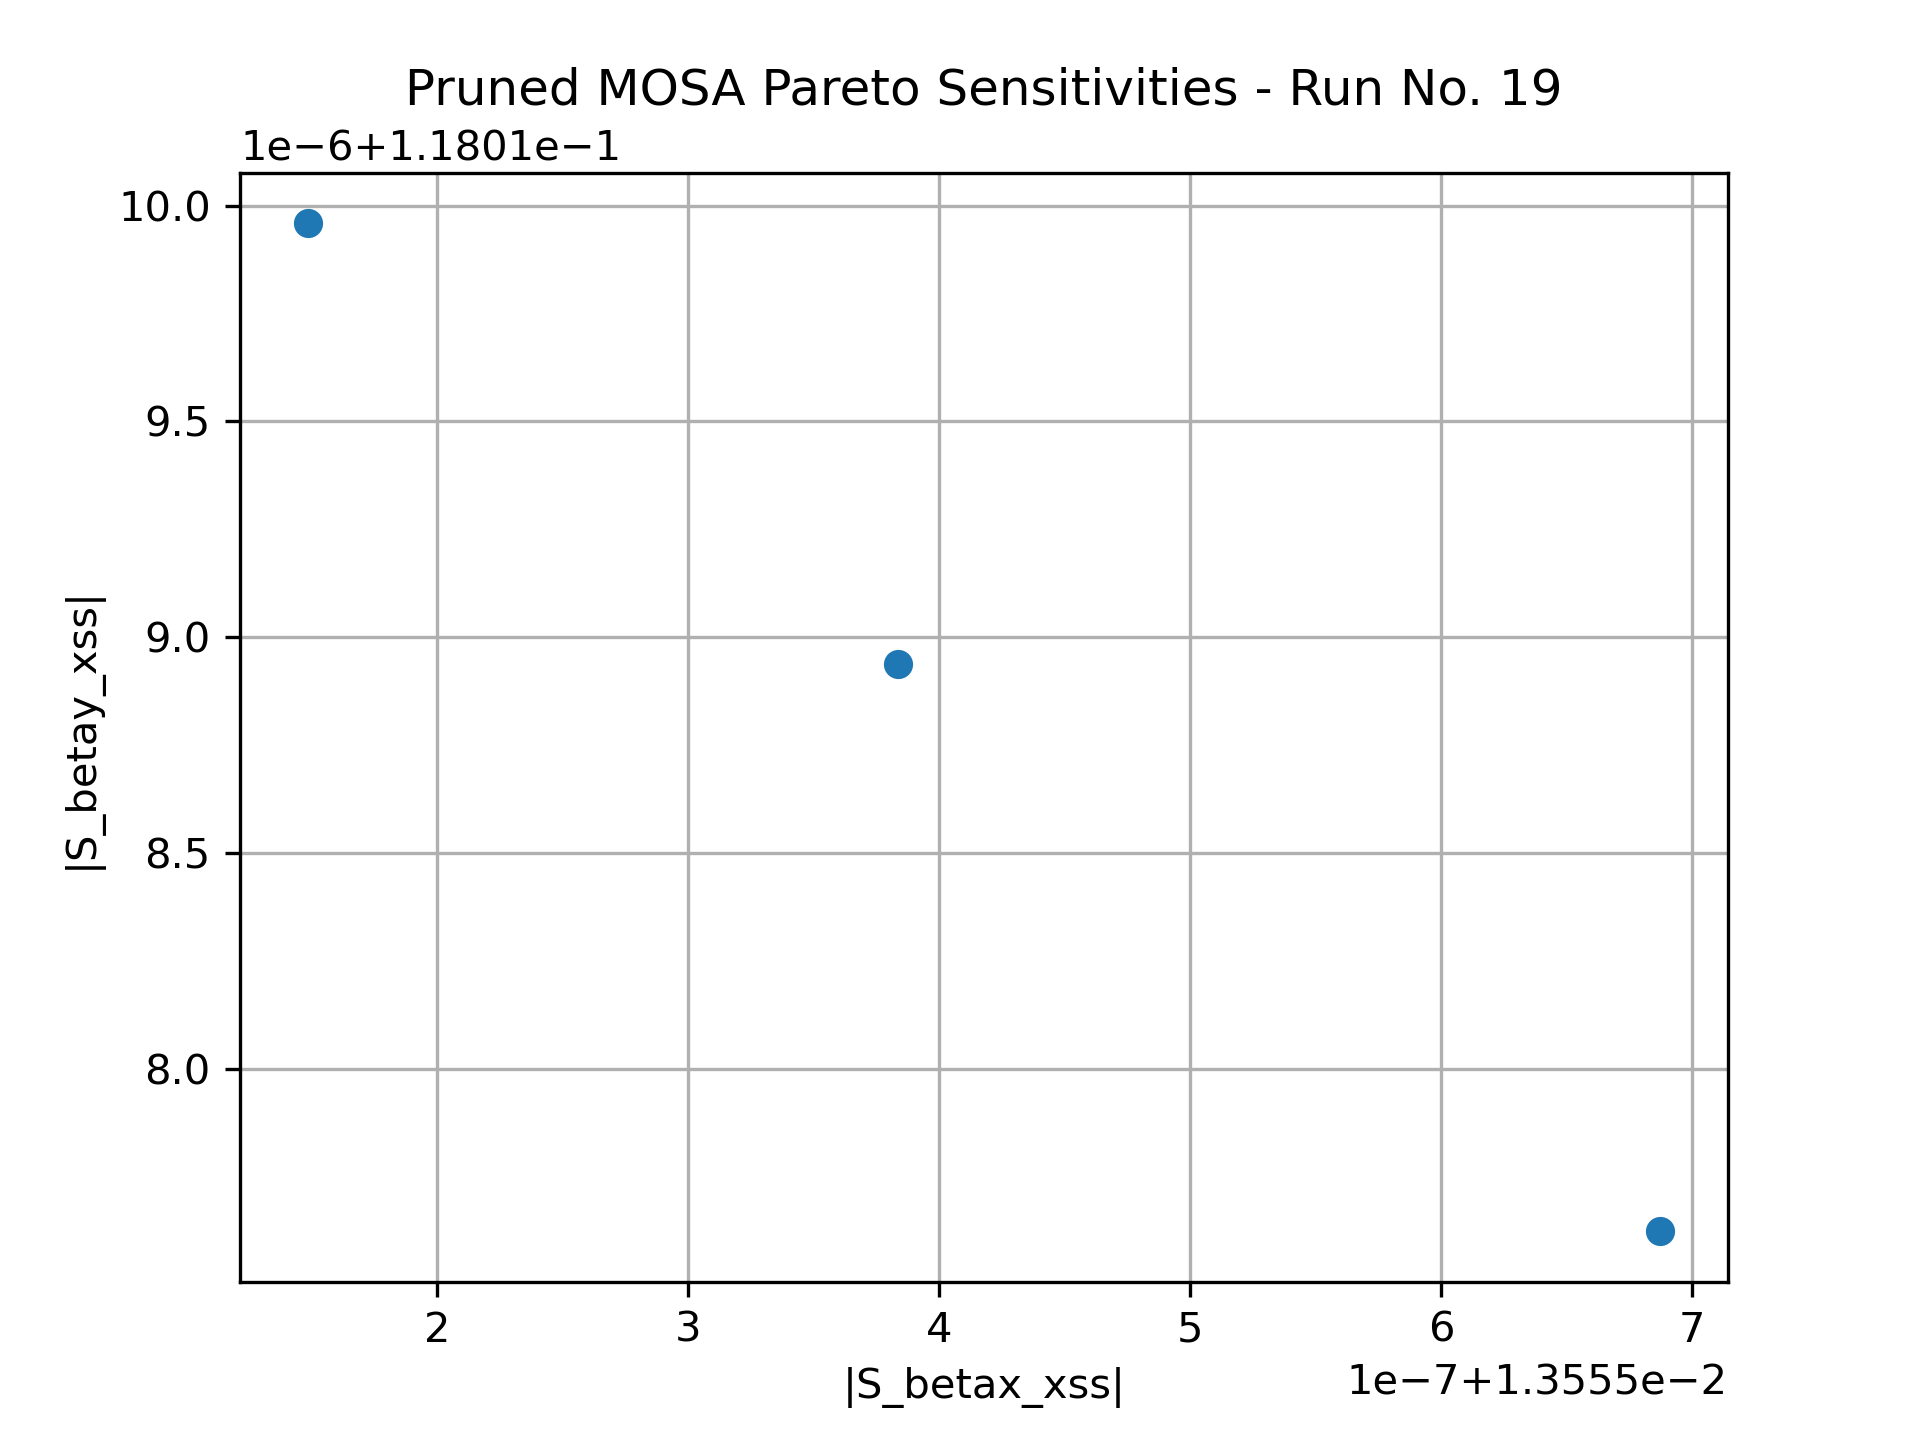 Pruned MOSA Pareto Sensitivities - Run No. 19
1e−6+1.1801e−1
10.0
9.5
9.0
8.5
8.0
|S_betay_xss|
2 3 4 5 6 7
|S_betax_xss|
1e−7+1.3555e−2